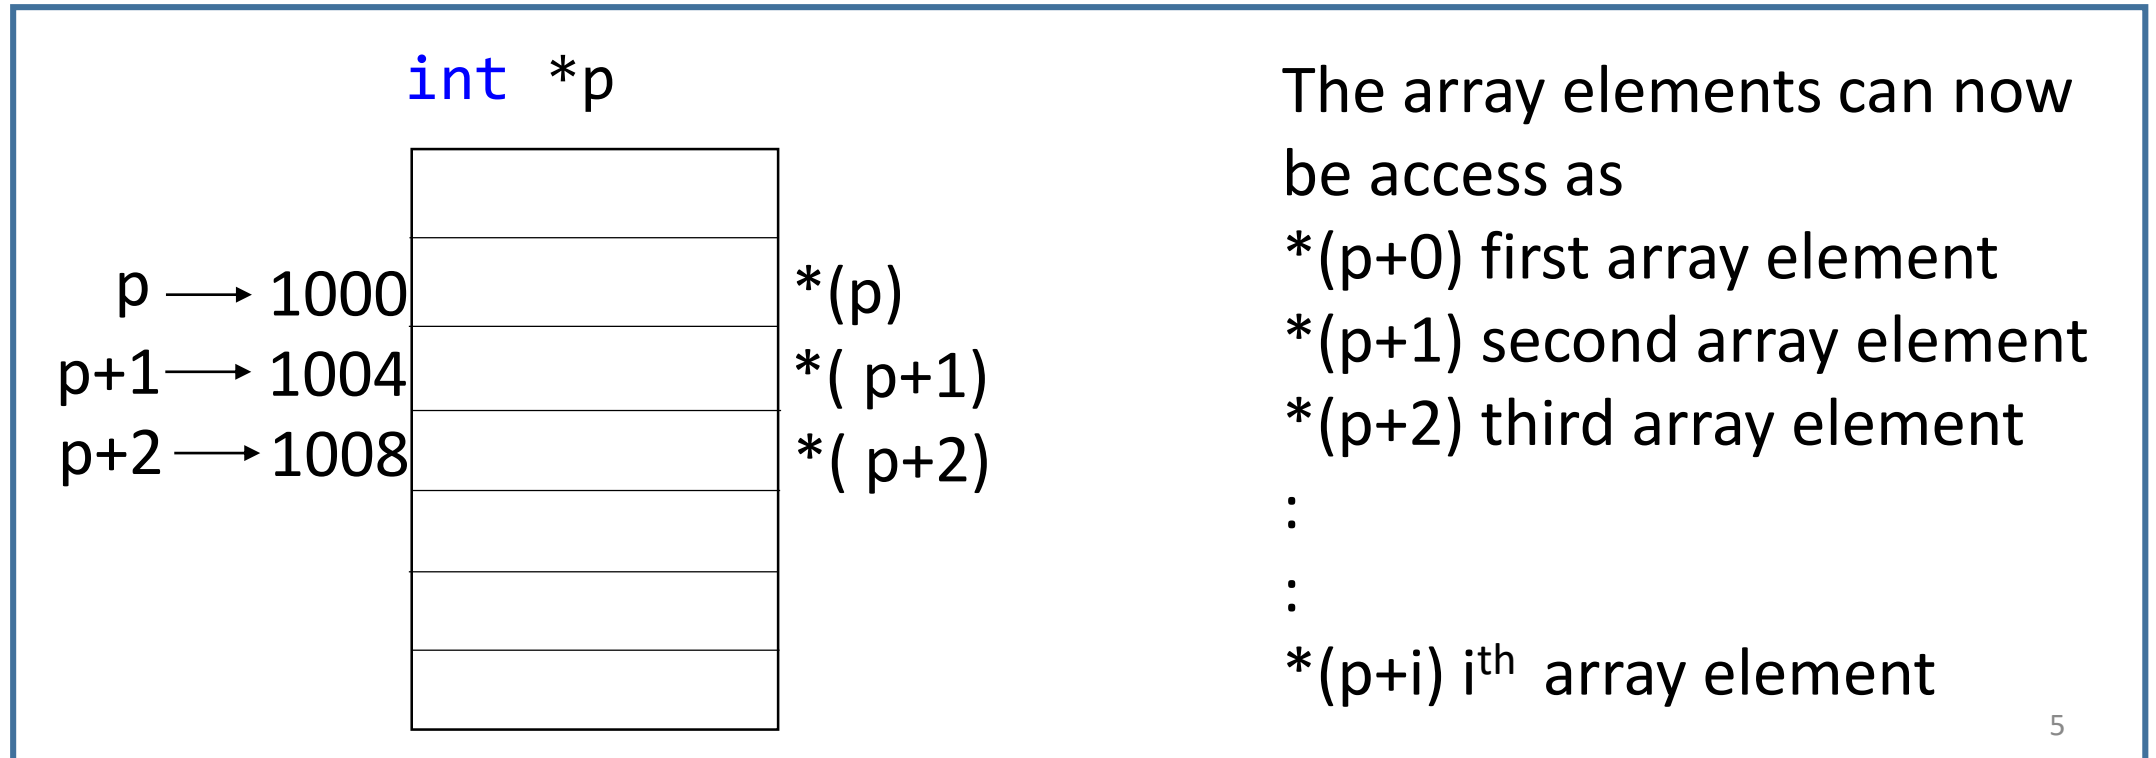 int *p
p 1000 *(p)
p+1 1004 *( p+1)
p+2 1008 *( p+2)
The array elements can now
be access as
*(p+0) first array element
*(p+1) second array element
*(p+2) third array element
:
:
*(p+i) ith array element
5